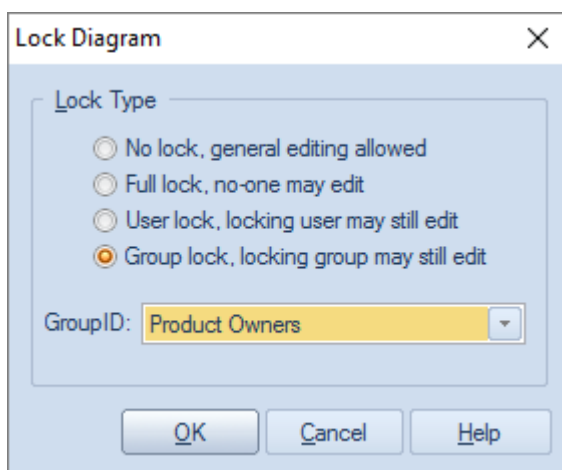 Lock Diagram
Lock Type
No lock, general editing allowed
Full lock, no-one may edit
User lock, locking user may still edit
Group lock, locking group may still edit
GroupID: Product Owners
OK Cancel Help